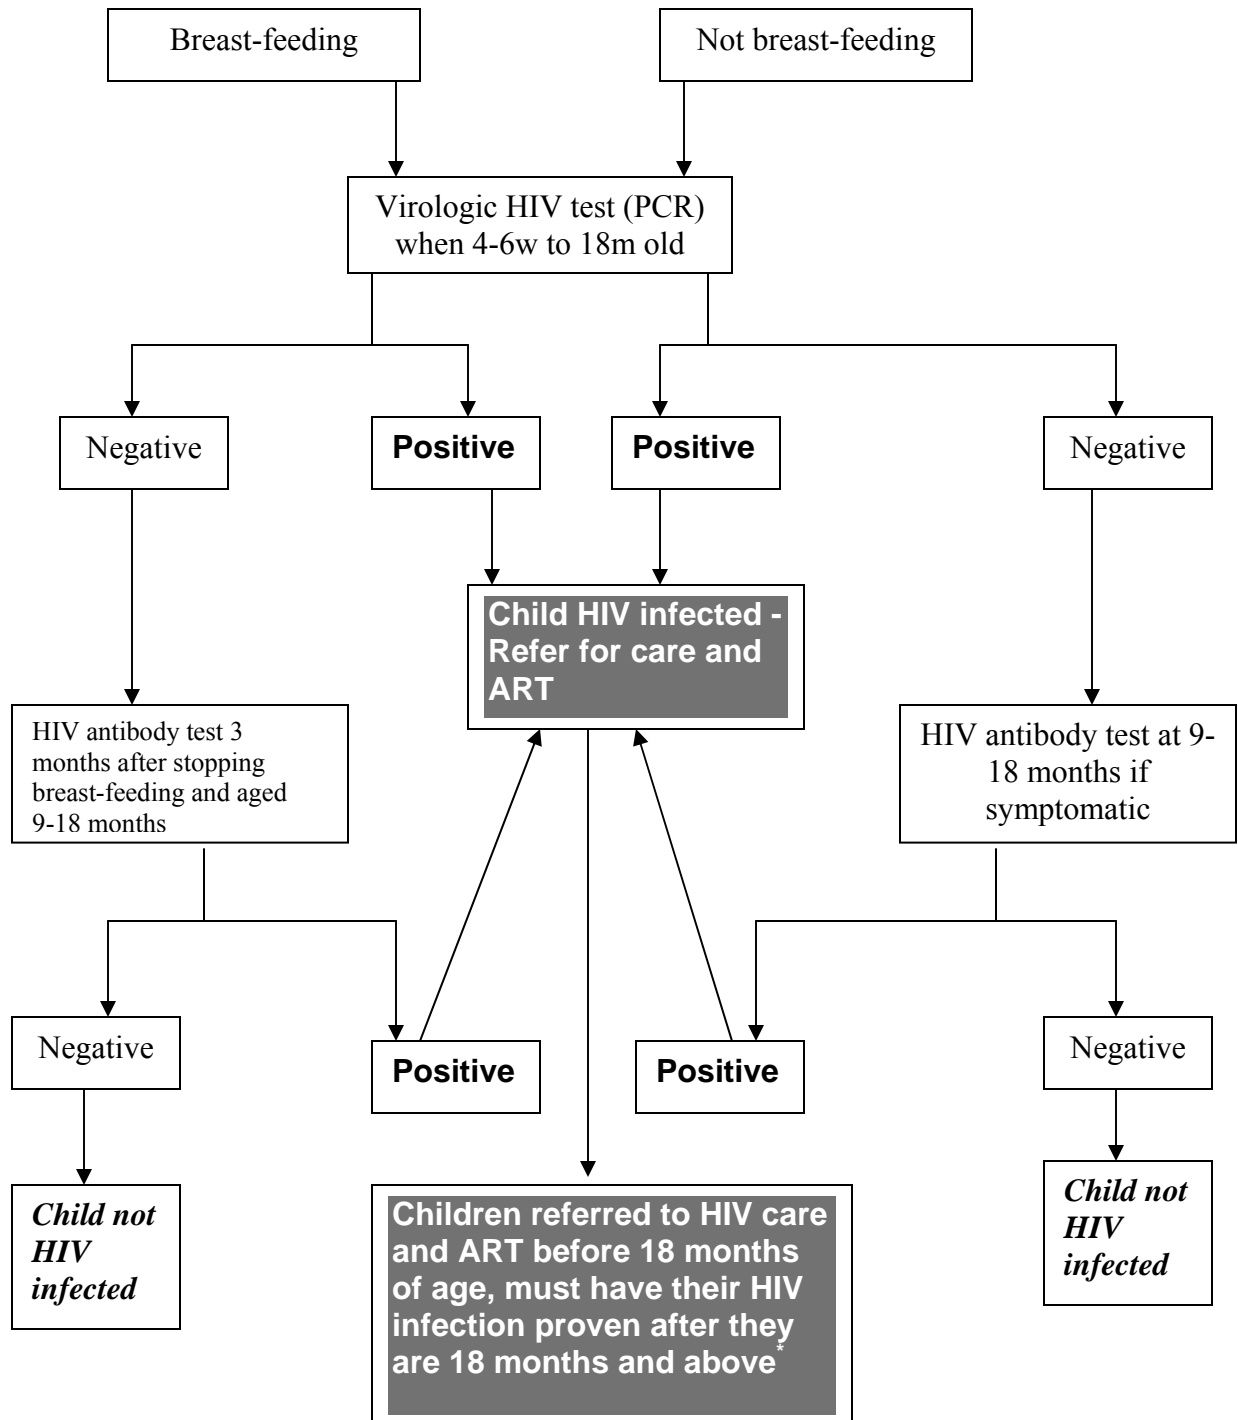 Breast-feeding
Not breast-feeding
Virologic HIV test (PCR)
when 4-6w to 18m old
Negative
Positive
Positive
Negative
Child HIV infected -
Refer for care and
ART
HIV antibody test 3
months after stopping
breast-feeding and aged
9-18 months
HIV antibody test at 9-
18 months if
symptomatic
Negative
Positive
Positive
Negative
Child not
HIV
infected
Children referred to HIV care
and ART before 18 months
of age, must have their HIV
infection proven after they
are 18 months and above*
Child not
HIV
infected